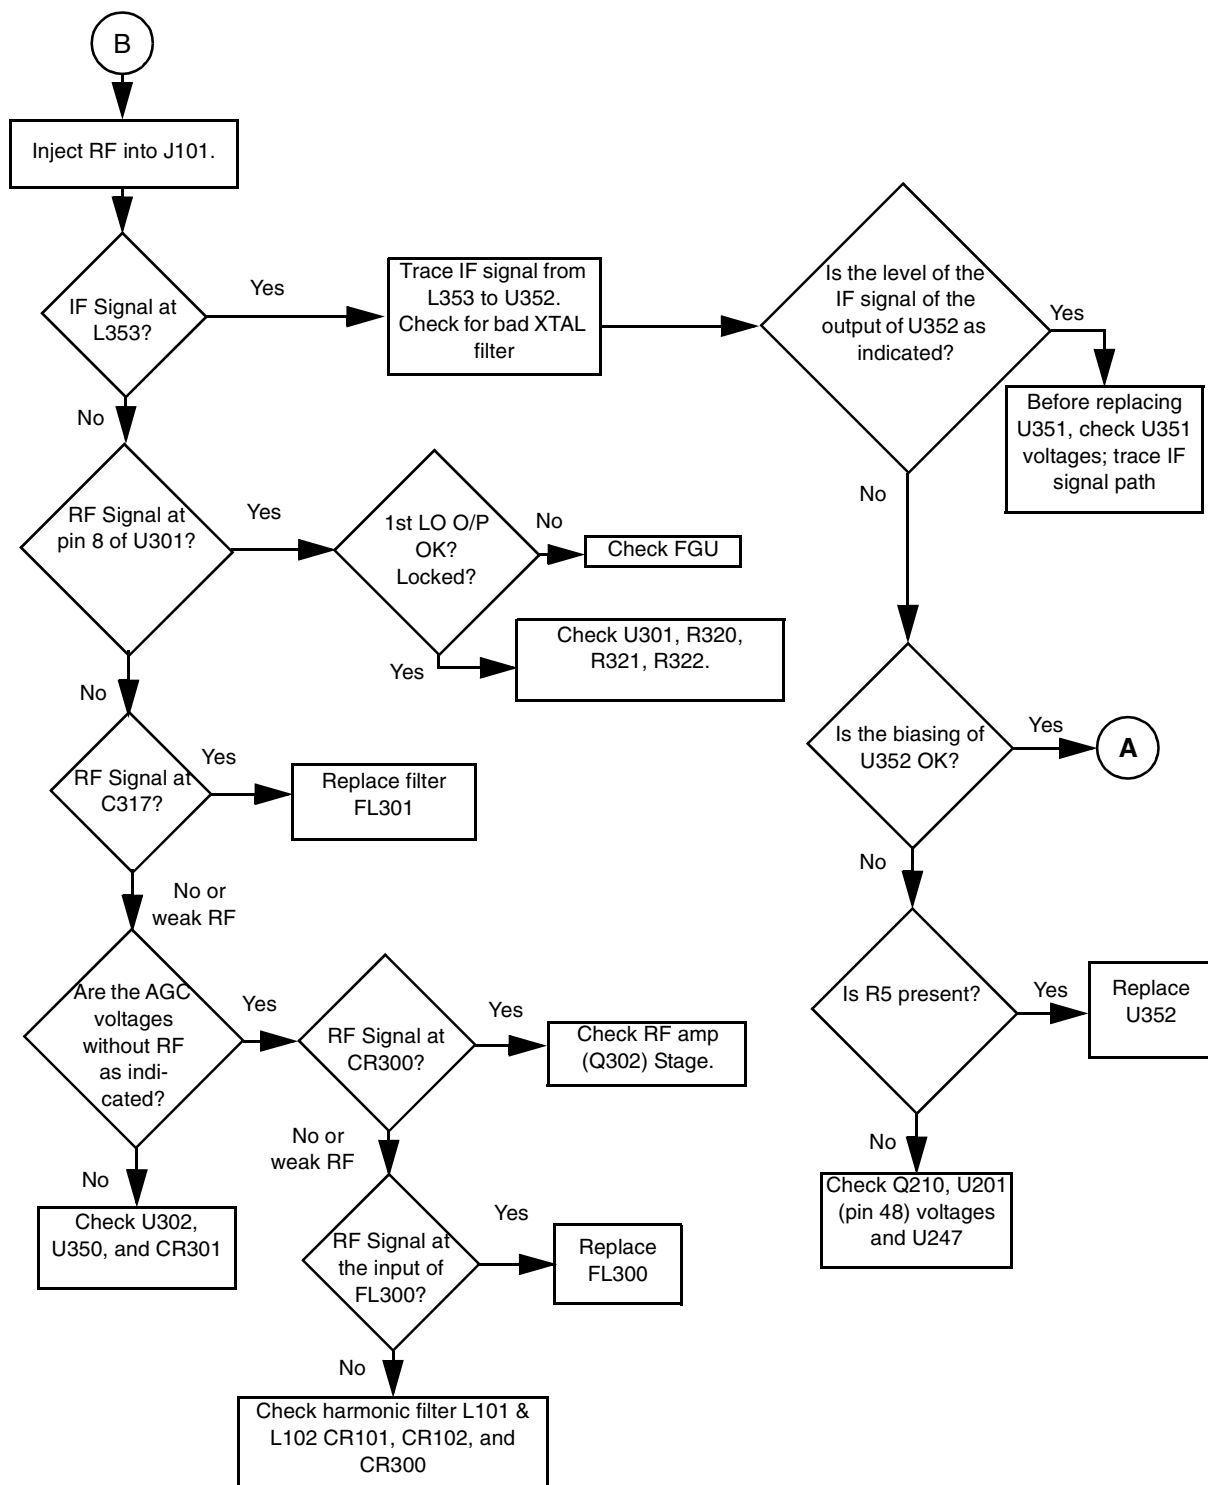 B
Inject RF into J101.
IF Signal at
L353?
Yes
No
Trace IF signal from
L353 to U352.
Check for bad XTAL
filter
Is the level of the
IF signal of the
output of U352 as
indicated?
Yes
No
Before replacing
U351, check U351
voltages; trace IF
signal path
RF Signal at
pin 8 of U301?
Yes
No
1st LO O/P
OK?
Locked?
No
Check FGU
Yes
Check U301, R320,
R321, R322.
RF Signal at
C317?
Yes
Replace filter
FL301
No or
weak RF
Is the biasing of
U352 OK?
Yes
A
No
Are the AGC
voltages
without RF
as indi-
cated?
Yes
No
RF Signal at
CR300?
Yes
Check RF amp
(Q302) Stage.
No or
weak RF
Is R5 present?
Yes
Replace
U352
No
Check Q210, U201
(pin 48) voltages
and U247
Check U302,
U350, and CR301
RF Signal at
the input of
FL300?
Yes
Replace
FL300
No
Check harmonic filter L101 &
L102 CR101, CR102, and
CR300